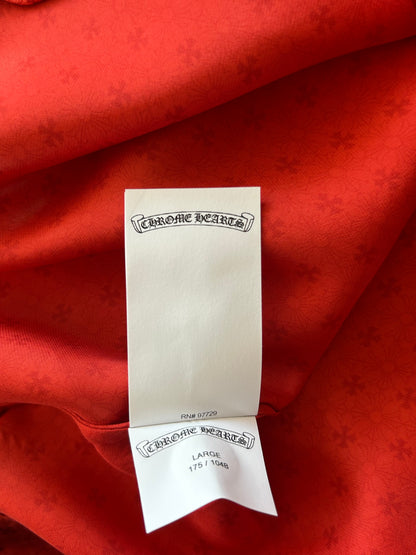 CHROME HEARTS
RN# 97729
CHROME HEARTS
LARGE
175 / 104B